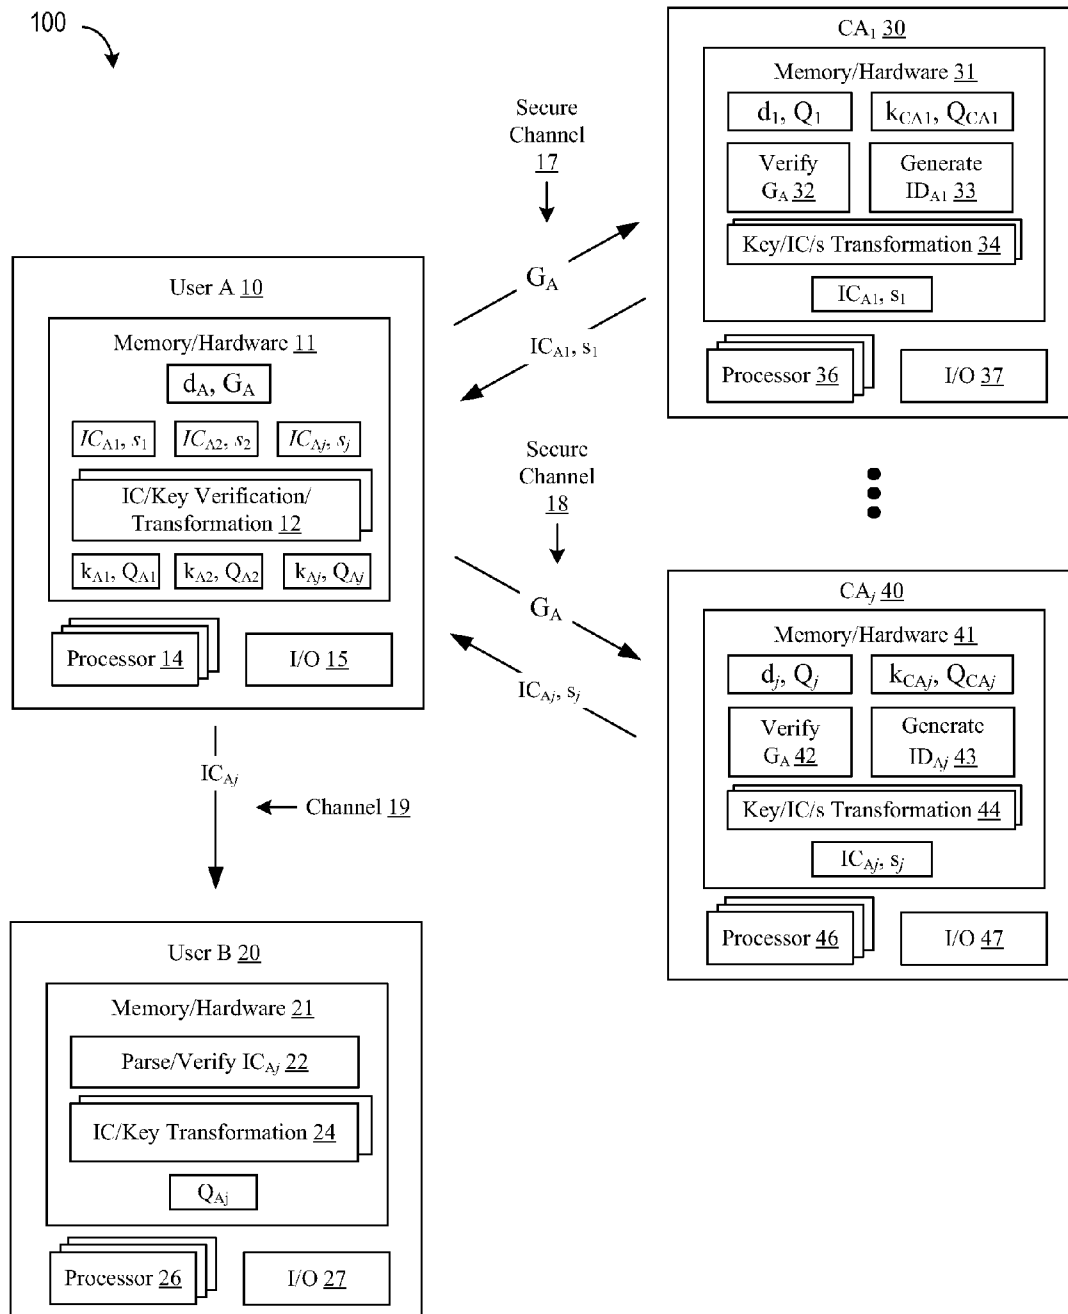 100
CA1 30
Memory/Hardware 31
d1, Q1
kCA1, QCA1
Verify
GA 32
Generate
IDA1 33
Key/IC/s Transformation 34
ICA1, s1
Processor 36
I/O 37
Secure
Channel
17
GA
ICA1, s1
User A 10
Memory/Hardware 11
dA, GA
ICA1, s1
ICA2, s2
ICAj, sj
IC/Key Verification/
Transformation 12
kA1, QA1
kA2, QA2
kAj, QAj
Processor 14
I/O 15
Secure
Channel
18
GA
ICAj, sj
CAj 40
Memory/Hardware 41
dj, Qj
kCAj, QCAj
Verify
GA 42
Generate
IDAj 43
Key/IC/s Transformation 44
ICAj, sj
Processor 46
I/O 47
ICAj
Channel 19
User B 20
Memory/Hardware 21
Parse/Verify ICAj 22
IC/Key Transformation 24
QAj
Processor 26
I/O 27